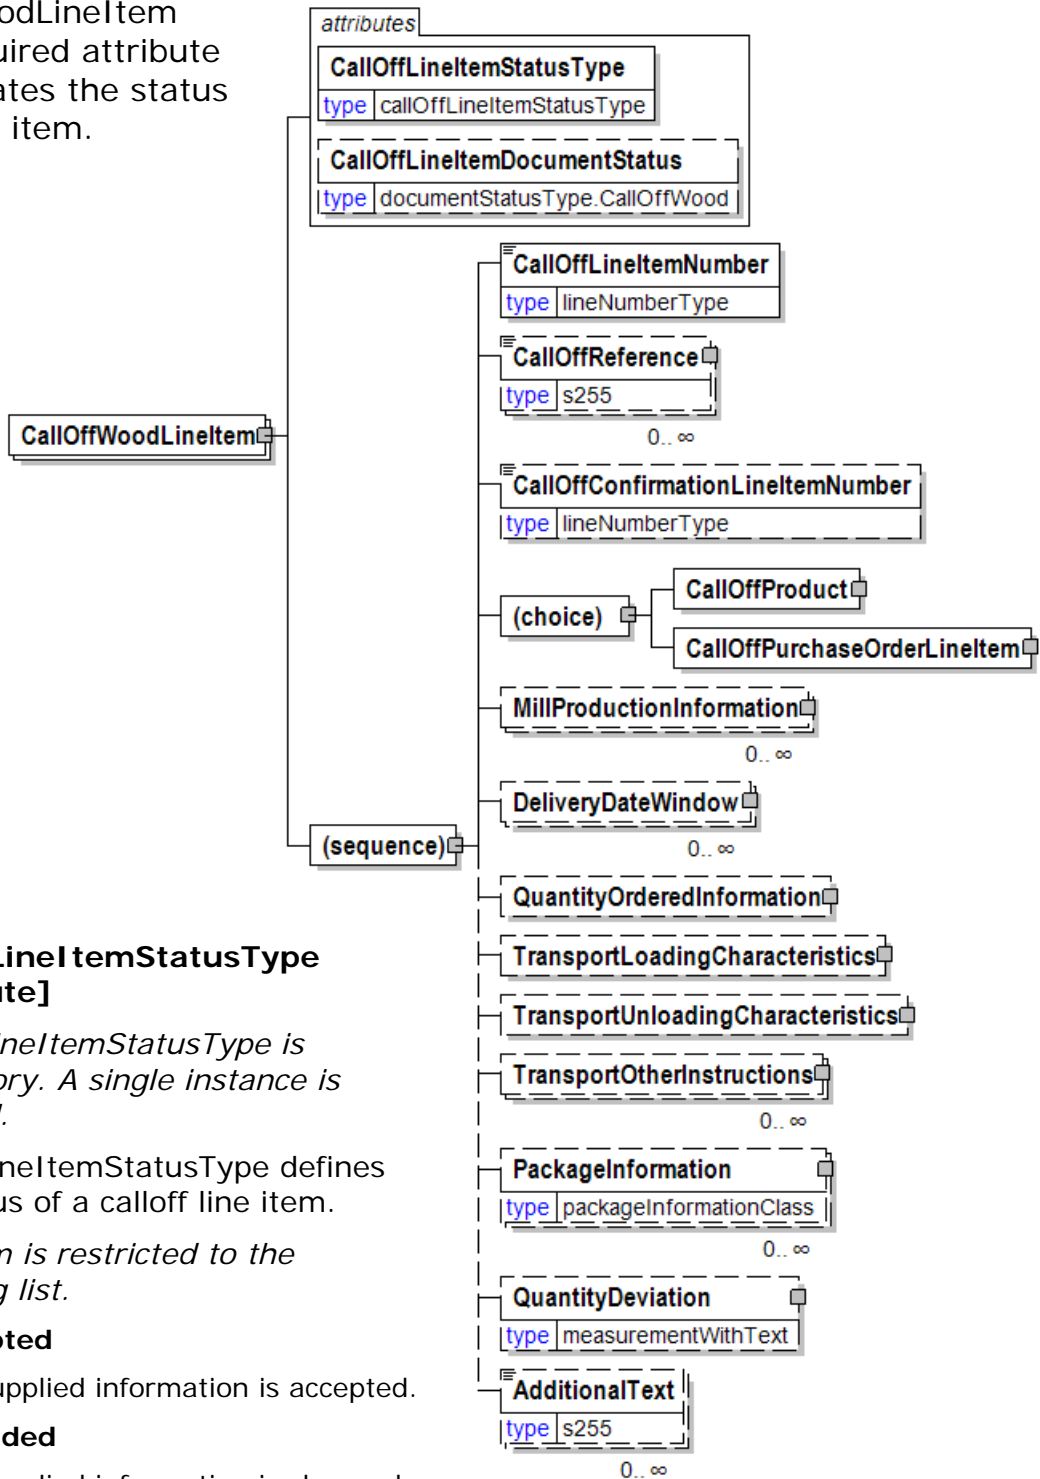 odLineItem
uired attribute
ates the status
item.
attributes
CallOffLineItemStatusType
type callOffLineItemStatusType
CallOffLineItemDocumentStatus
type documentStatusType.CallOffWood
CallOffWoodLineItem
(sequence)
CallOffLineItemNumber
type lineNumberType
CallOffReference
type s255
0.. ∞
CallOffConfirmationLineItemNumber
type lineNumberType
(choice)
CallOffProduct
CallOffPurchaseOrderLineItem
MillProductionInformation
0.. ∞
DeliveryDateWindow
0.. ∞
QuantityOrderedInformation
TransportLoadingCharacteristics
TransportUnloadingCharacteristics
TransportOtherInstructions
0.. ∞
PackageInformation
type packageInformationClass
0.. ∞
QuantityDeviation
type measurementWithText
AdditionalText
type s255
0.. ∞
LineItemStatusType
te]
ineItemStatusType is
ory. A single instance is
ineItemStatusType defines
us of a calloff line item.
is restricted to the
g list.
pted
upplied information is accepted.
ded